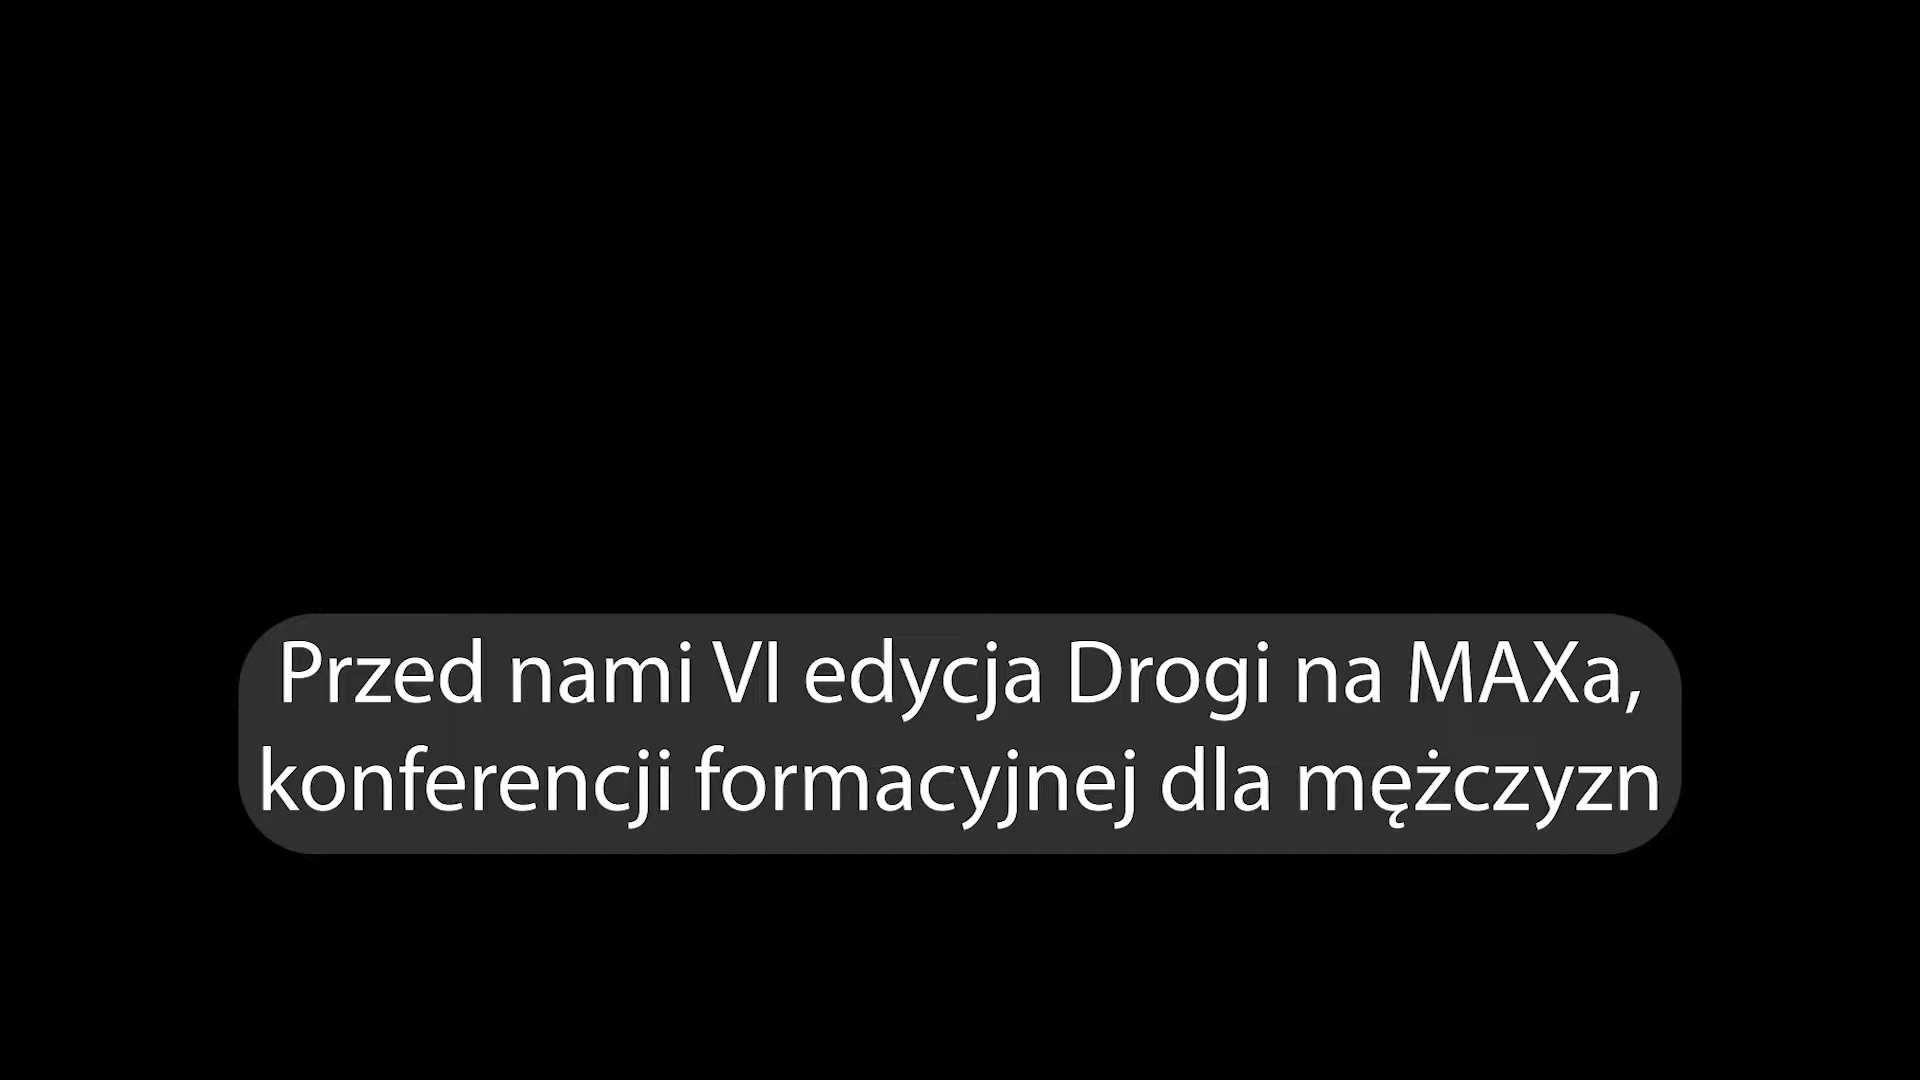 Przed nami VI edycja Drogi na MAXa,
konferencji formacyjnej dla mężczyzn